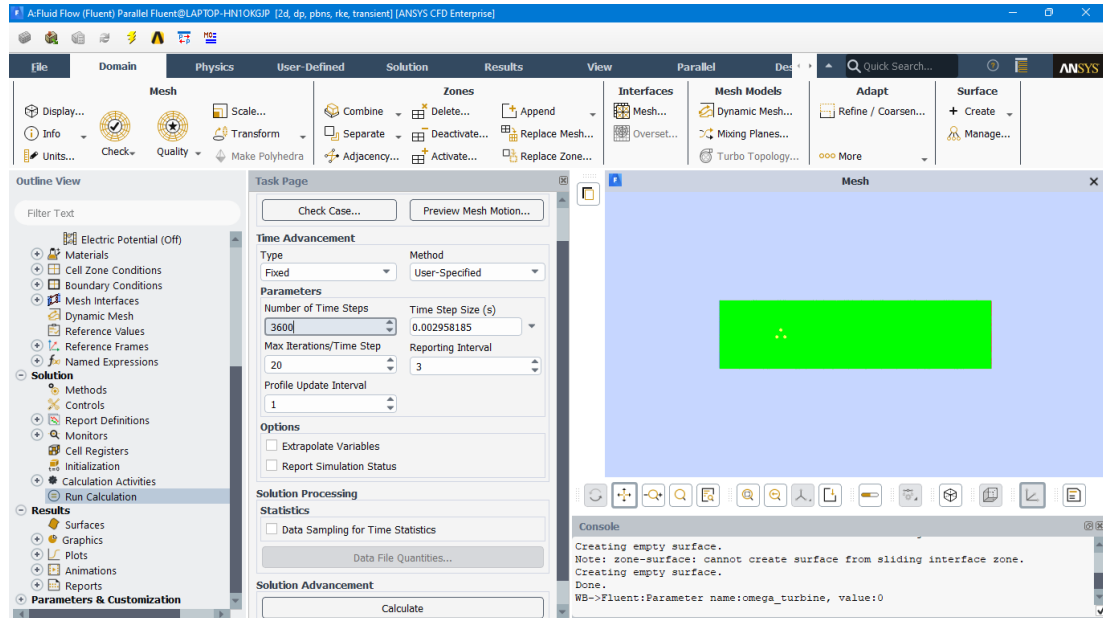 A:Fluid Flow (Fluent) Parallel Fluent@LAPTOP-HN1OKGJP [2d, dp, pbns, rke, transient] [ANSYS CFD Enterprise]
File Domain Physics User-Defined Solution Results View Parallel Des Quick Search... ANSYS
Mesh Zones Interfaces Mesh Models Adapt Surface
Display... Scale... Combine Delete... Append Mesh... Dynamic Mesh... Refine / Coarsen... + Create
Info Check Quality Transform Separate Deactivate... Replace Mesh... Overset... Mixing Planes... Manage...
Units... Make Polyhedra Adjacency... Activate... Replace Zone... Turbo Topology... More
Outline View
Filter Text
Electric Potential (Off)
Materials
Cell Zone Conditions
Boundary Conditions
Mesh Interfaces
Dynamic Mesh
Reference Values
Reference Frames
Named Expressions
Solution
Methods
Controls
Report Definitions
Monitors
Cell Registers
Initialization
Calculation Activities
Run Calculation
Results
Surfaces
Graphics
Plots
Animations
Reports
Parameters & Customization
Task Page
Check Case... Preview Mesh Motion...
Time Advancement
Type Method
Fixed User-Specified
Parameters
Number of Time Steps Time Step Size (s)
3600 0.002958185
Max Iterations/Time Step Reporting Interval
20 3
Profile Update Interval
1
Options
Extrapolate Variables
Report Simulation Status
Solution Processing
Statistics
Data Sampling for Time Statistics
Data File Quantities...
Solution Advancement
Calculate
Mesh
Console
Creating empty surface.
Note: zone-surface: cannot create surface from sliding interface zone.
Creating empty surface.
Done.
WB->Fluent:Parameter name:omega_turbine, value:0